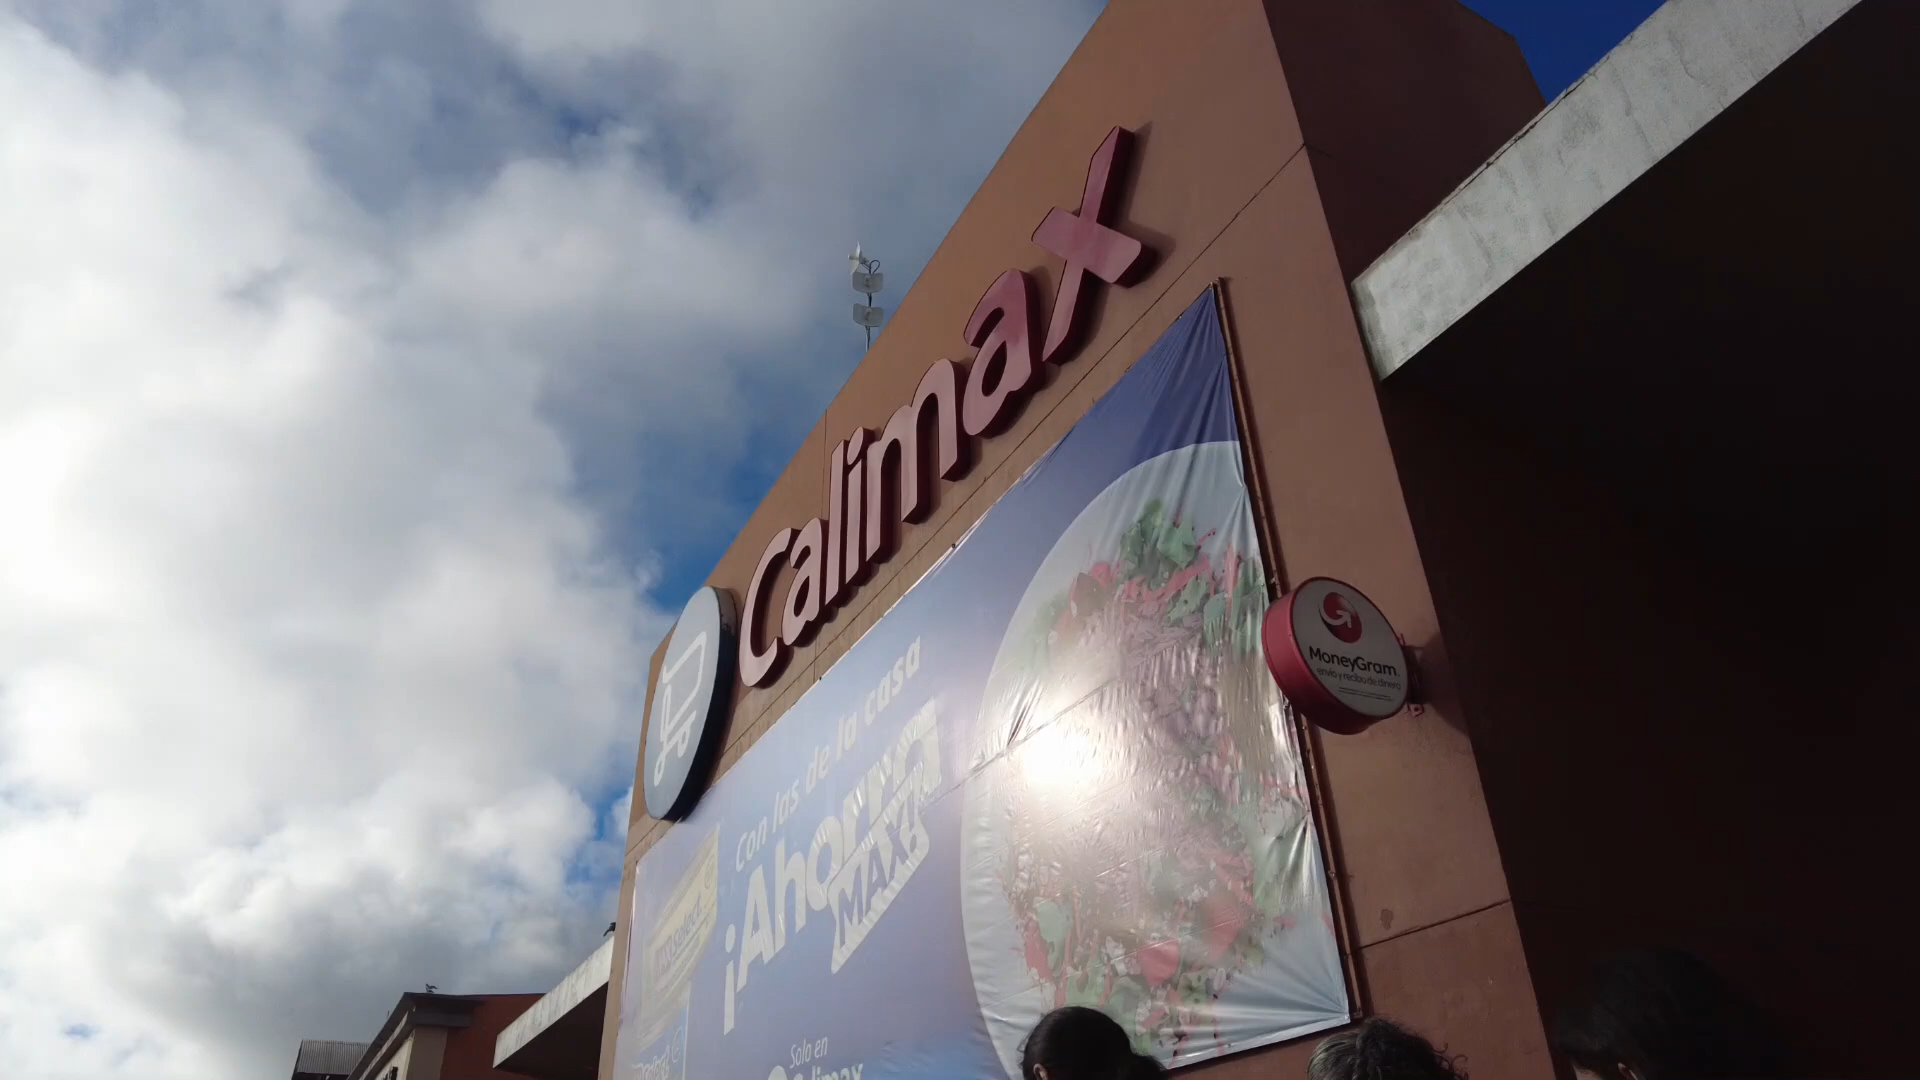 Calimax
Con las de la casa
¡Ahorra
MAX!
Solo en
Calimax
MoneyGram
envío y recibo de dinero